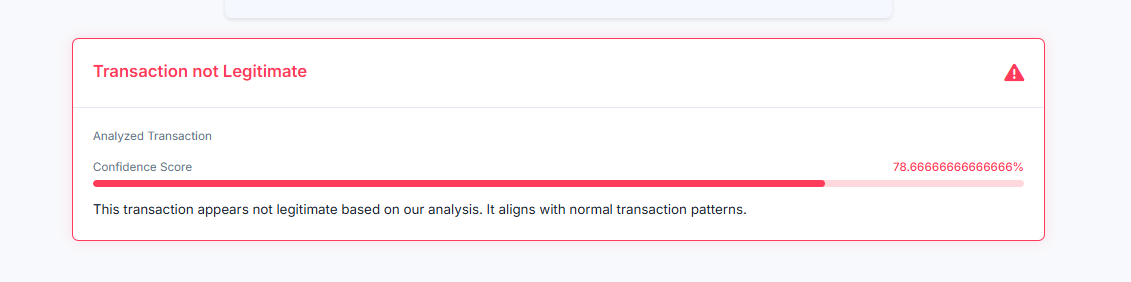 Transaction not Legitimate
Analyzed Transaction
Confidence Score
78.66666666666666%
This transaction appears not legitimate based on our analysis. It aligns with normal transaction patterns.